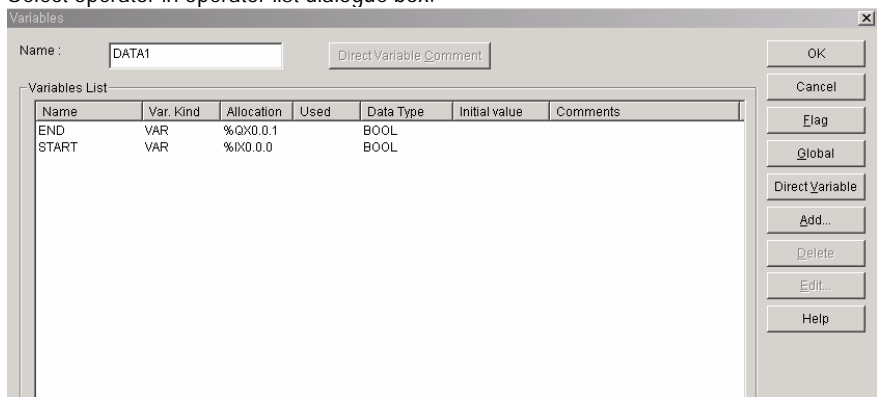 Select operator in operator list dialogue box.
Variables
Name : DATA1 Direct Variable Comment OK
Variables List Cancel
Name Var. Kind Allocation Used Data Type Initial value Comments
END VAR %QX0.0.1 BOOL
START VAR %IX0.0.0 BOOL
Flag
Global
Direct Variable
Add...
Delete
Edit...
Help